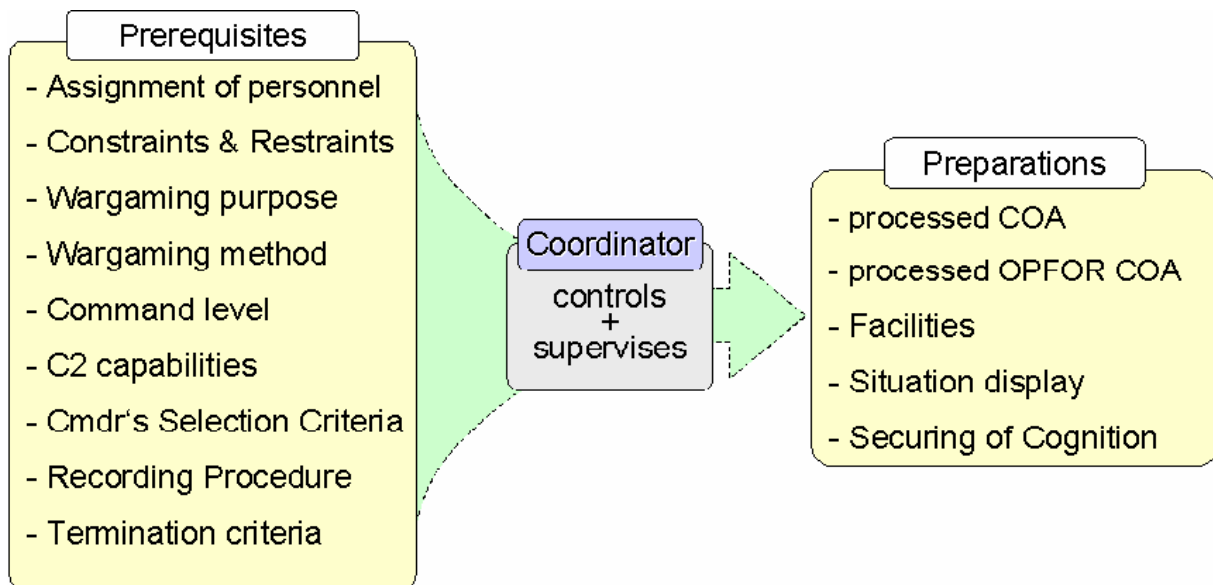 Prerequisites
- Assignment of personnel
- Constraints & Restraints
- Wargaming purpose
- Wargaming method
- Command level
- C2 capabilities
- Cmdr‘s Selection Criteria
- Recording Procedure
- Termination criteria
Coordinator
controls
+
supervises
Preparations
- processed COA
- processed OPFOR COA
- Facilities
- Situation display
- Securing of Cognition